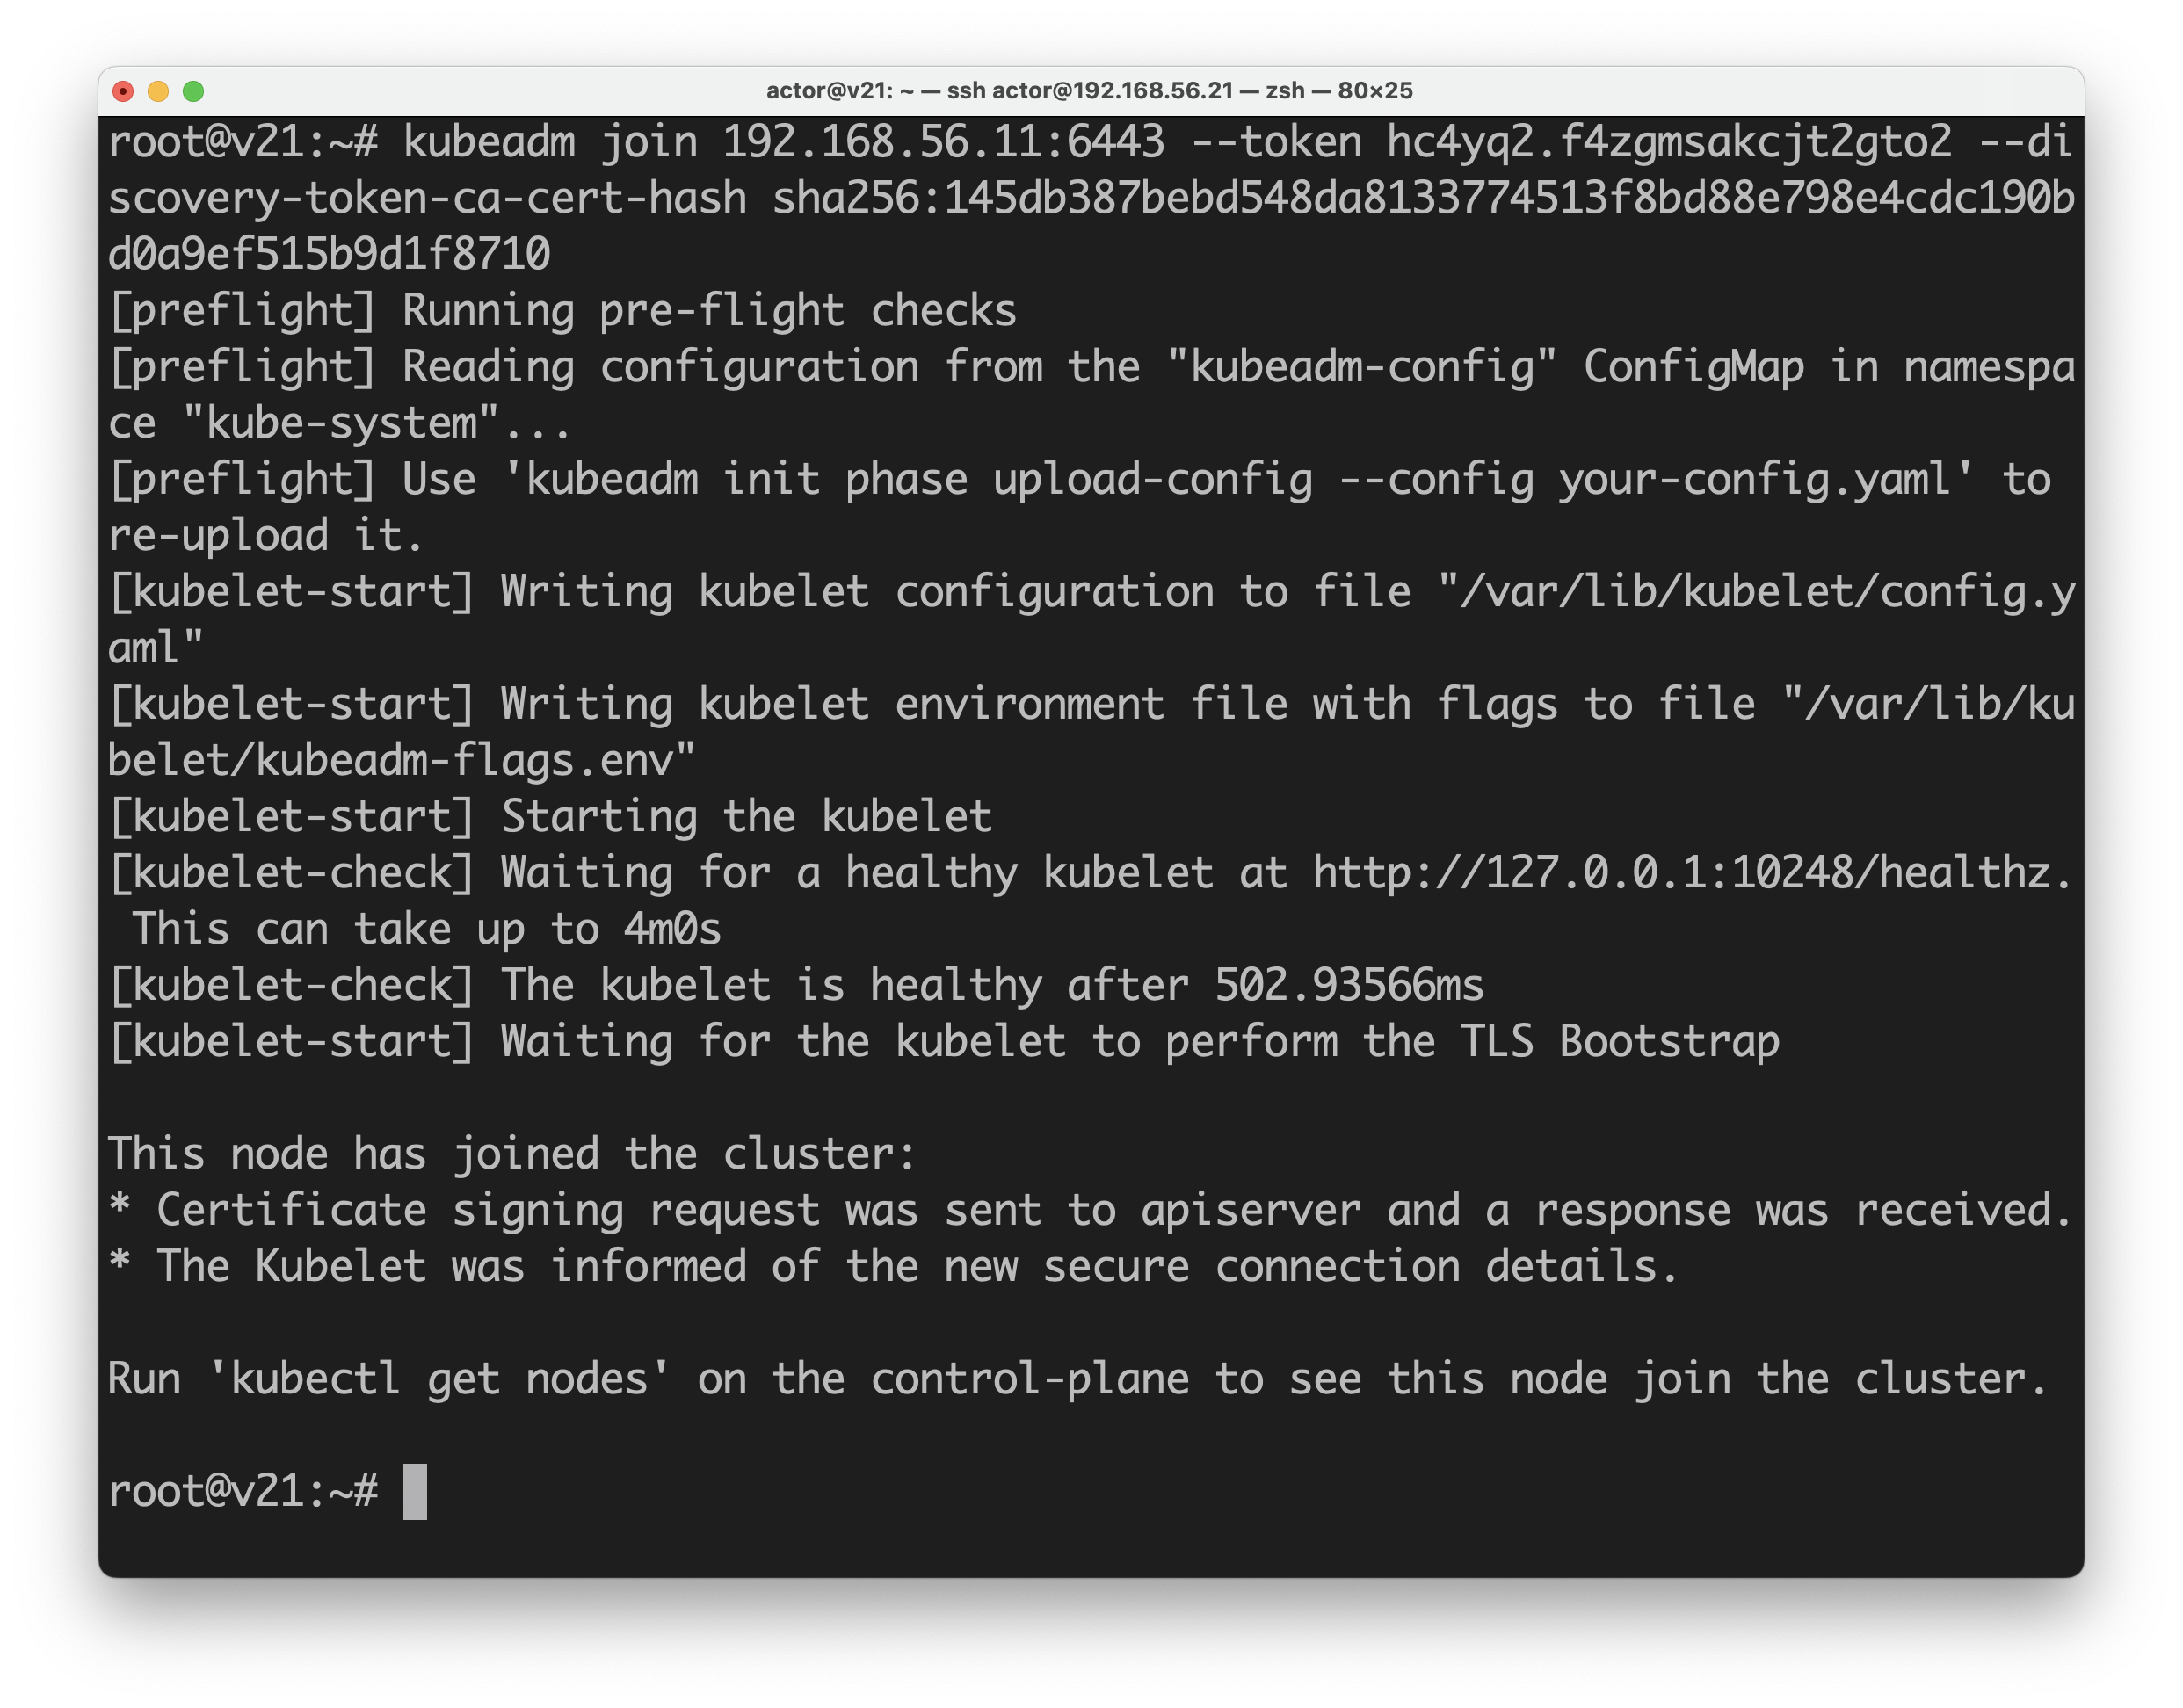 actor@v21: ~ — ssh actor@192.168.56.21 — zsh — 80×25
root@v21:~# kubeadm join 192.168.56.11:6443 --token hc4yq2.f4zgmsakcjt2gto2 --di
scovery-token-ca-cert-hash sha256:145db387bebd548da8133774513f8bd88e798e4cdc190b
d0a9ef515b9d1f8710
[preflight] Running pre-flight checks
[preflight] Reading configuration from the "kubeadm-config" ConfigMap in namespa
ce "kube-system"...
[preflight] Use 'kubeadm init phase upload-config --config your-config.yaml' to
re-upload it.
[kubelet-start] Writing kubelet configuration to file "/var/lib/kubelet/config.y
aml"
[kubelet-start] Writing kubelet environment file with flags to file "/var/lib/ku
belet/kubeadm-flags.env"
[kubelet-start] Starting the kubelet
[kubelet-check] Waiting for a healthy kubelet at http://127.0.0.1:10248/healthz.
 This can take up to 4m0s
[kubelet-check] The kubelet is healthy after 502.93566ms
[kubelet-start] Waiting for the kubelet to perform the TLS Bootstrap

This node has joined the cluster:
* Certificate signing request was sent to apiserver and a response was received.
* The Kubelet was informed of the new secure connection details.

Run 'kubectl get nodes' on the control-plane to see this node join the cluster.

root@v21:~#